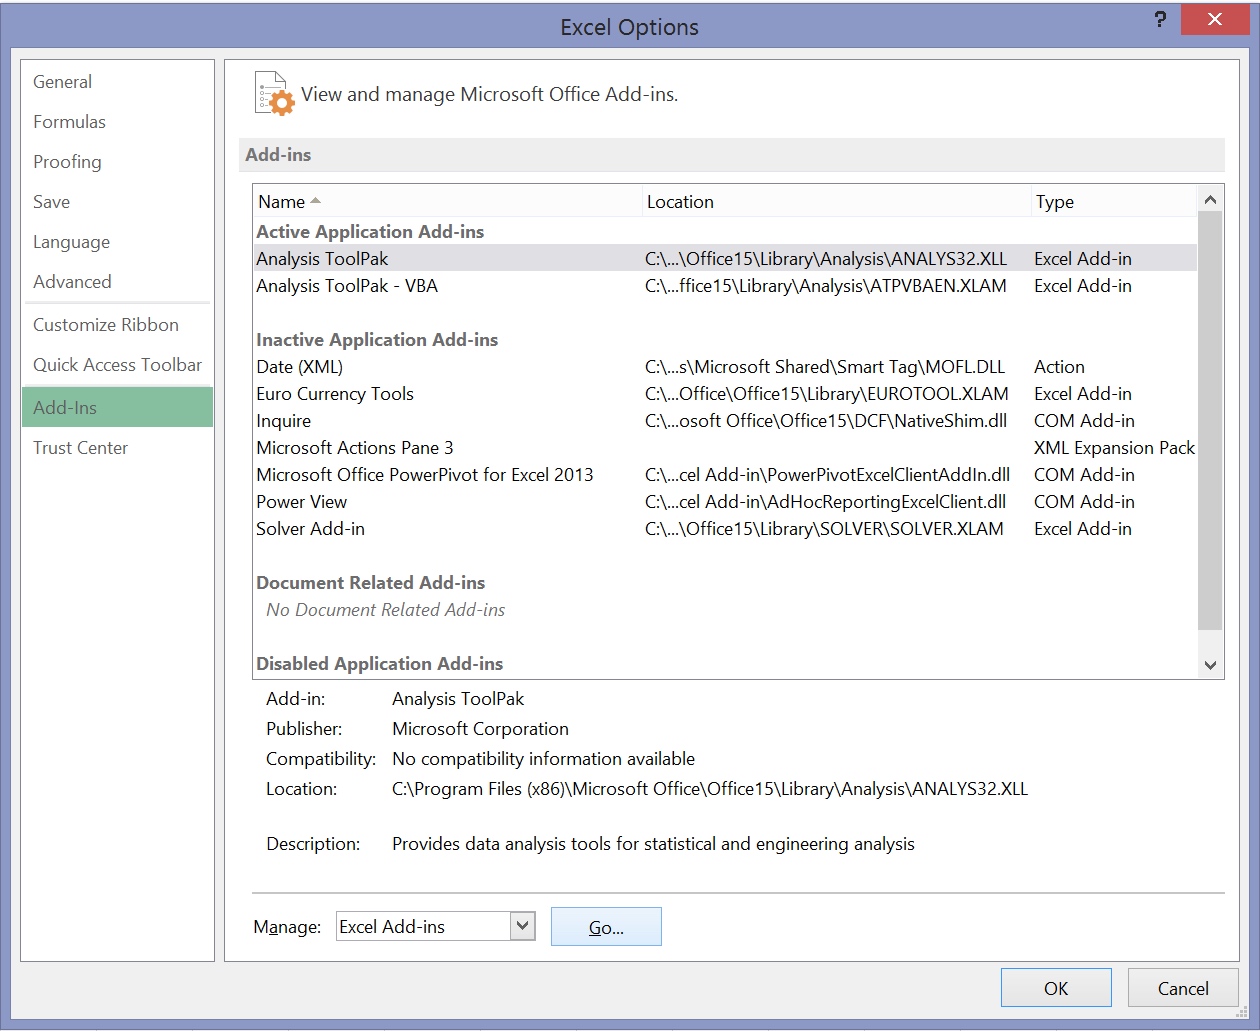 Excel Options
?
General
Formulas
Proofing
Save
Language
Advanced
Customize Ribbon
Quick Access Toolbar
Add-Ins
Trust Center
View and manage Microsoft Office Add-ins.
Add-ins
Name Location Type
Active Application Add-ins
Analysis ToolPak C:\...\Office15\Library\Analysis\ANALYS32.XLL Excel Add-in
Analysis ToolPak - VBA C:\...ffice15\Library\Analysis\ATPVBAEN.XLAM Excel Add-in
Inactive Application Add-ins
Date (XML) C:\...s\Microsoft Shared\Smart Tag\MOFL.DLL Action
Euro Currency Tools C:\...Office\Office15\Library\EUROTOOL.XLAM Excel Add-in
Inquire C:\...osoft Office\Office15\DCF\NativeShim.dll COM Add-in
Microsoft Actions Pane 3 XML Expansion Pack
Microsoft Office PowerPivot for Excel 2013 C:\...cel Add-in\PowerPivotExcelClientAddIn.dll COM Add-in
Power View C:\...cel Add-in\AdHocReportingExcelClient.dll COM Add-in
Solver Add-in C:\...\Office15\Library\SOLVER\SOLVER.XLAM Excel Add-in
Document Related Add-ins
No Document Related Add-ins
Disabled Application Add-ins
Add-in: Analysis ToolPak
Publisher: Microsoft Corporation
Compatibility: No compatibility information available
Location: C:\Program Files (x86)\Microsoft Office\Office15\Library\Analysis\ANALYS32.XLL
Description: Provides data analysis tools for statistical and engineering analysis
Manage: Excel Add-ins Go...
OK Cancel